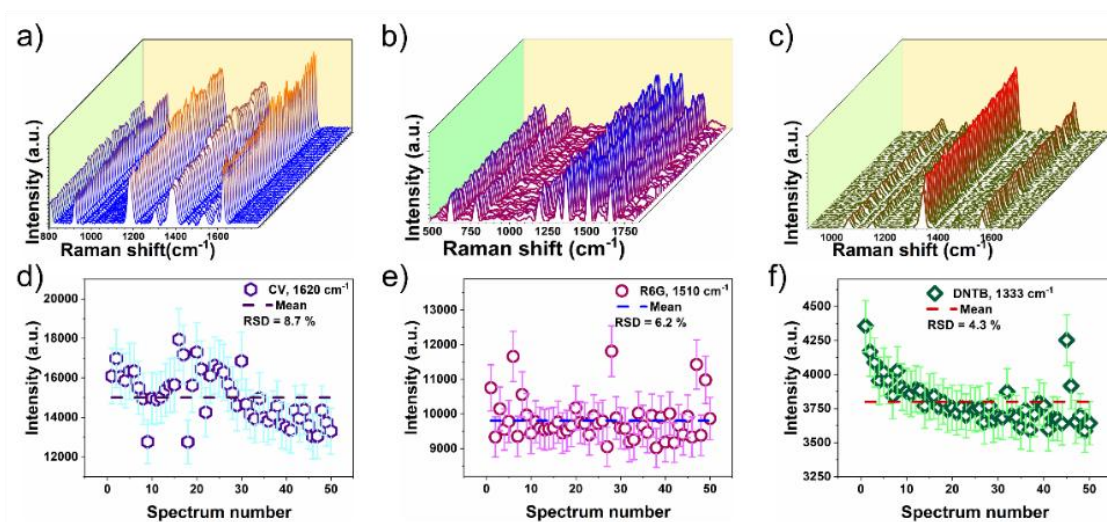 a)
b)
c)
Intensity (a.u.)
Intensity (a.u.)
Intensity (a.u.)
800 1000 1200 1400 1600
500 750 1000 1250 1500 1750
1000 1200 1400 1600
Raman shift(cm-1)
Raman shift (cm-1)
Raman shift (cm-1)
d)
e)
f)
CV, 1620 cm-1
Mean
RSD = 8.7 %
R6G, 1510 cm-1
Mean
RSD = 6.2 %
DNTB, 1333 cm-1
Mean
RSD = 4.3 %
Intensity (a.u.)
20000
18000
16000
14000
12000
Intensity (a.u.)
13000
12000
11000
10000
9000
Intensity (a.u.)
4500
4250
4000
3750
3500
3250
0 10 20 30 40 50
0 10 20 30 40 50
0 10 20 30 40 50
Spectrum number
Spectrum number
Spectrum number